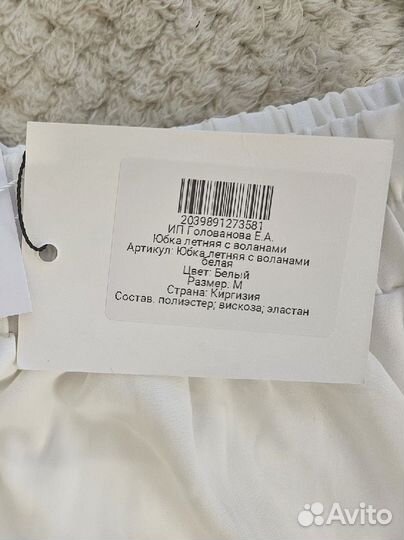 2039891273581
ИП Голованова Е.А.
Юбка летняя с воланами
Артикул: Юбка летняя с воланами
белая
Цвет: Белый
Размер: M
Страна: Киргизия
Состав: полиэстер; вискоза; эластан
Avito